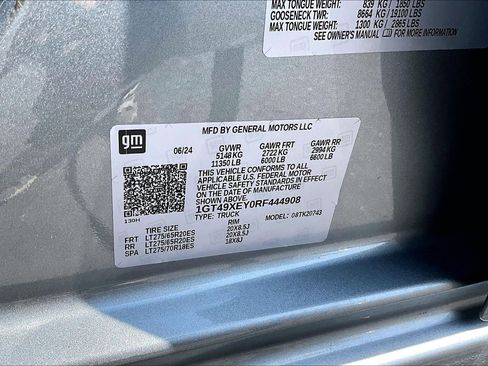 MAX TONGUE WEIGHT: 839 KG / 1850 LBS
GOOSENECK TWR: 8664 KG / 19100 LBS
MAX TONGUE WEIGHT: 1300 KG / 2865 LBS
SEE OWNER'S MANUAL FOR MORE INFORMATION
gm
MFD BY GENERAL MOTORS LLC
06/24 GVWR GAWR FRT GAWR RR
5148 KG 2722 KG 2994 KG
11350 LB 6000 LB 6600 LB
THIS VEHICLE CONFORMS TO ALL
APPLICABLE U.S. FEDERAL MOTOR
VEHICLE SAFETY STANDARDS IN EFFECT
ON THE DATE OF MANUFACTURE
SHOWN ABOVE.
1GT49XEY0RF444908
130H
TYPE: TRUCK 08TK20743
TIRE SIZE RIM
FRT LT275/65R20ES 20X8.5J
RR LT275/65R20ES 20X8.5J
SPA LT275/70R18ES 18X8J